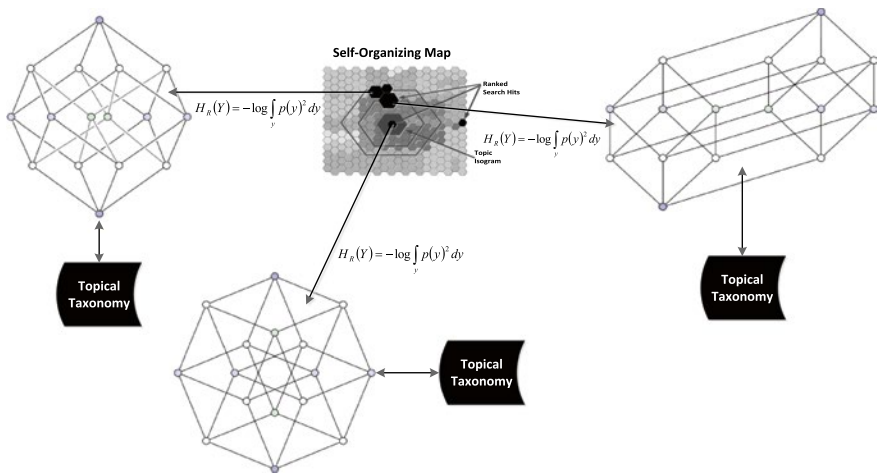 Self-Organizing Map
Ranked
Search Hits
H_R(Y) = −log ∫_y p(y)² dy
H_R(Y) = −log ∫_y p(y)² dy
Topic
Isogram
H_R(Y) = −log ∫_y p(y)² dy
Topical
Taxonomy
Topical
Taxonomy
Topical
Taxonomy